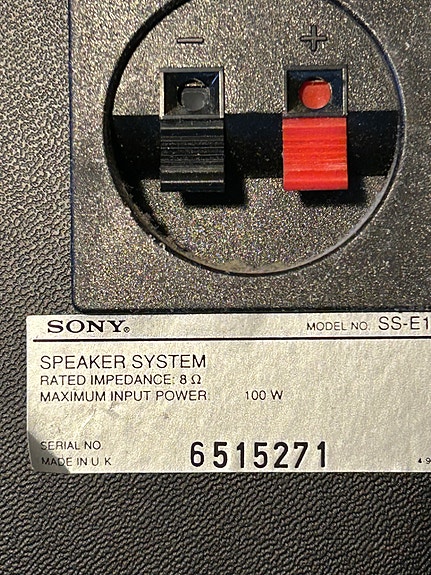 − +
SONY® MODEL NO. SS-E1
SPEAKER SYSTEM
RATED IMPEDANCE: 8 Ω
MAXIMUM INPUT POWER: 100 W
SERIAL NO. 6515271
MADE IN U.K.